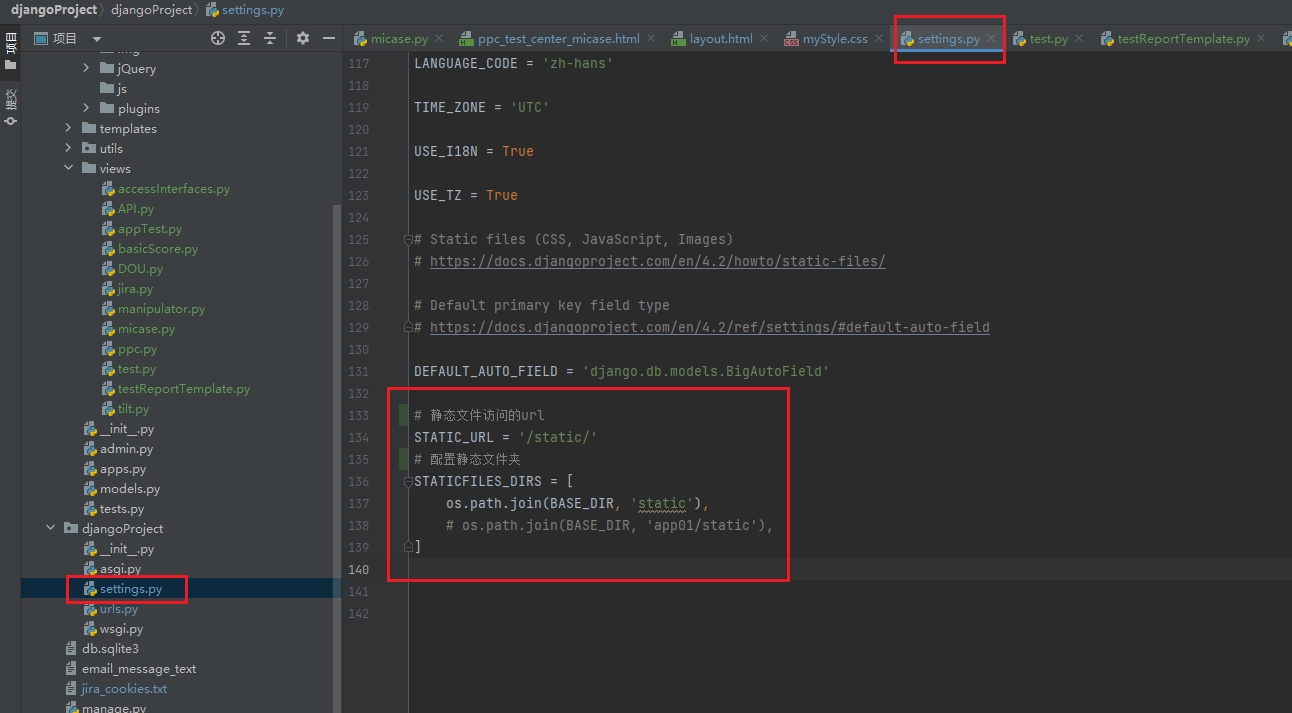 djangoProject djangoProject settings.py
项目
micase.py ppc_test_center_micase.html layout.html myStyle.css settings.py test.py testReportTemplate.py
项目
提交
jQuery
js
plugins
templates
utils
views
accessInterfaces.py
API.py
appTest.py
basicScore.py
DOU.py
jira.py
manipulator.py
micase.py
ppc.py
test.py
testReportTemplate.py
tilt.py
__init__.py
admin.py
apps.py
models.py
tests.py
djangoProject
__init__.py
asgi.py
settings.py
urls.py
wsgi.py
db.sqlite3
email_message_text
jira_cookies.txt
manage.py
117 LANGUAGE_CODE = 'zh-hans'
118
119 TIME_ZONE = 'UTC'
120
121 USE_I18N = True
122
123 USE_TZ = True
124
125 # Static files (CSS, JavaScript, Images)
126 # https://docs.djangoproject.com/en/4.2/howto/static-files/
127
128 # Default primary key field type
129 # https://docs.djangoproject.com/en/4.2/ref/settings/#default-auto-field
130
131 DEFAULT_AUTO_FIELD = 'django.db.models.BigAutoField'
132
133 # 静态文件访问的url
134 STATIC_URL = '/static/'
135 # 配置静态文件夹
136 STATICFILES_DIRS = [
137 os.path.join(BASE_DIR, 'static'),
138 # os.path.join(BASE_DIR, 'app01/static'),
139 ]
140
141
142